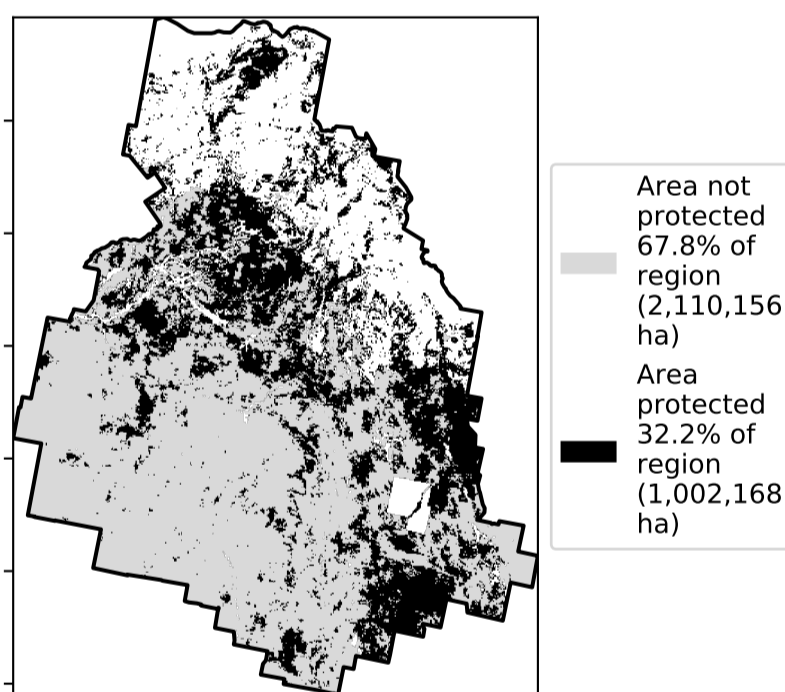 Area not
protected
67.8% of
region
(2,110,156
ha)
Area
protected
32.2% of
region
(1,002,168
ha)